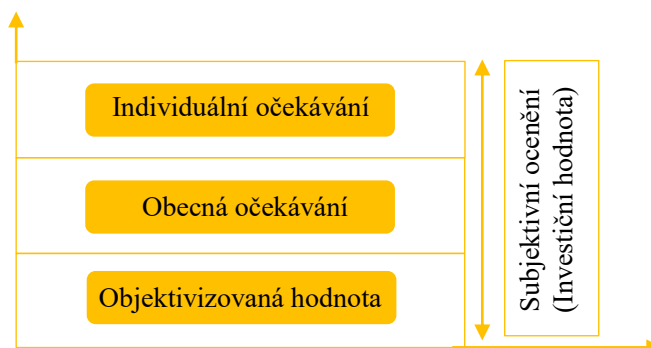 Individuální očekávání
Obecná očekávání
Objektivizovaná hodnota
Subjektivní ocenění
(Investiční hodnota)